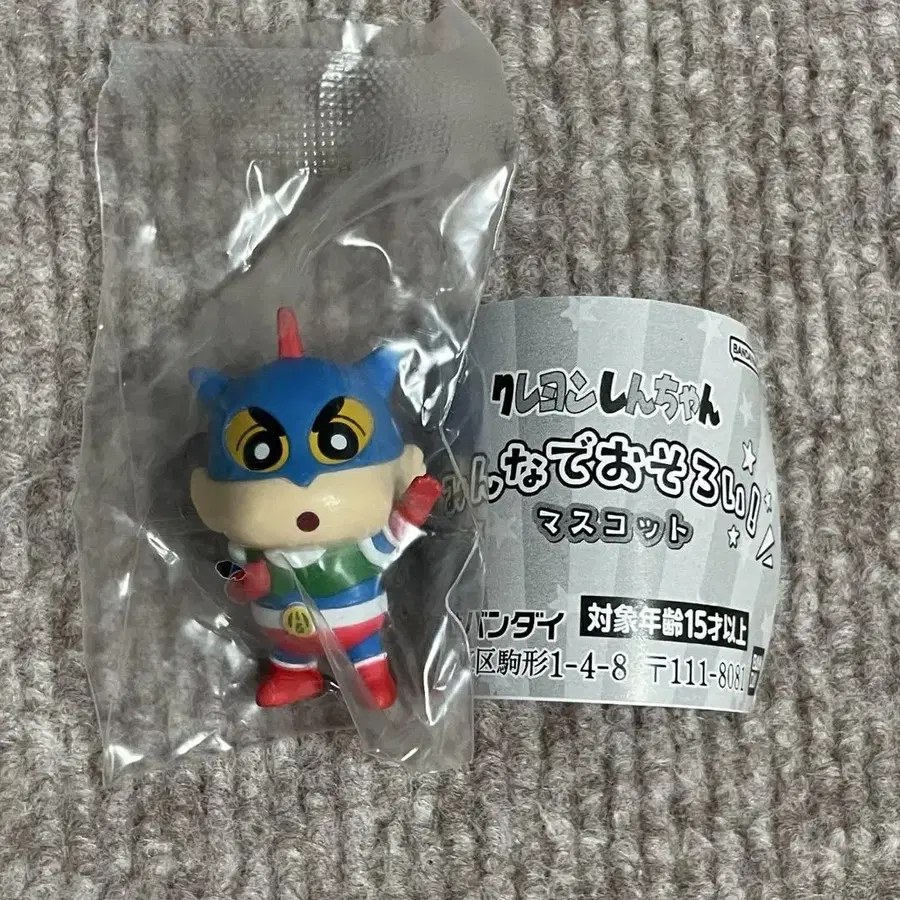 BANDAI
クレヨンしんちゃん
みんなでおそろい!
マスコット
バンダイ 対象年齢15才以上
区駒形1-4-8 〒111-8081